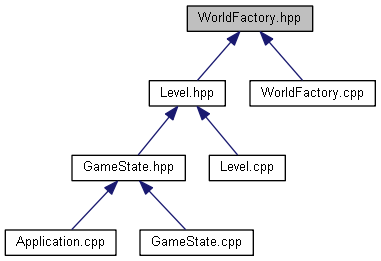 WorldFactory.hpp
Level.hpp
WorldFactory.cpp
GameState.hpp
Level.cpp
Application.cpp
GameState.cpp